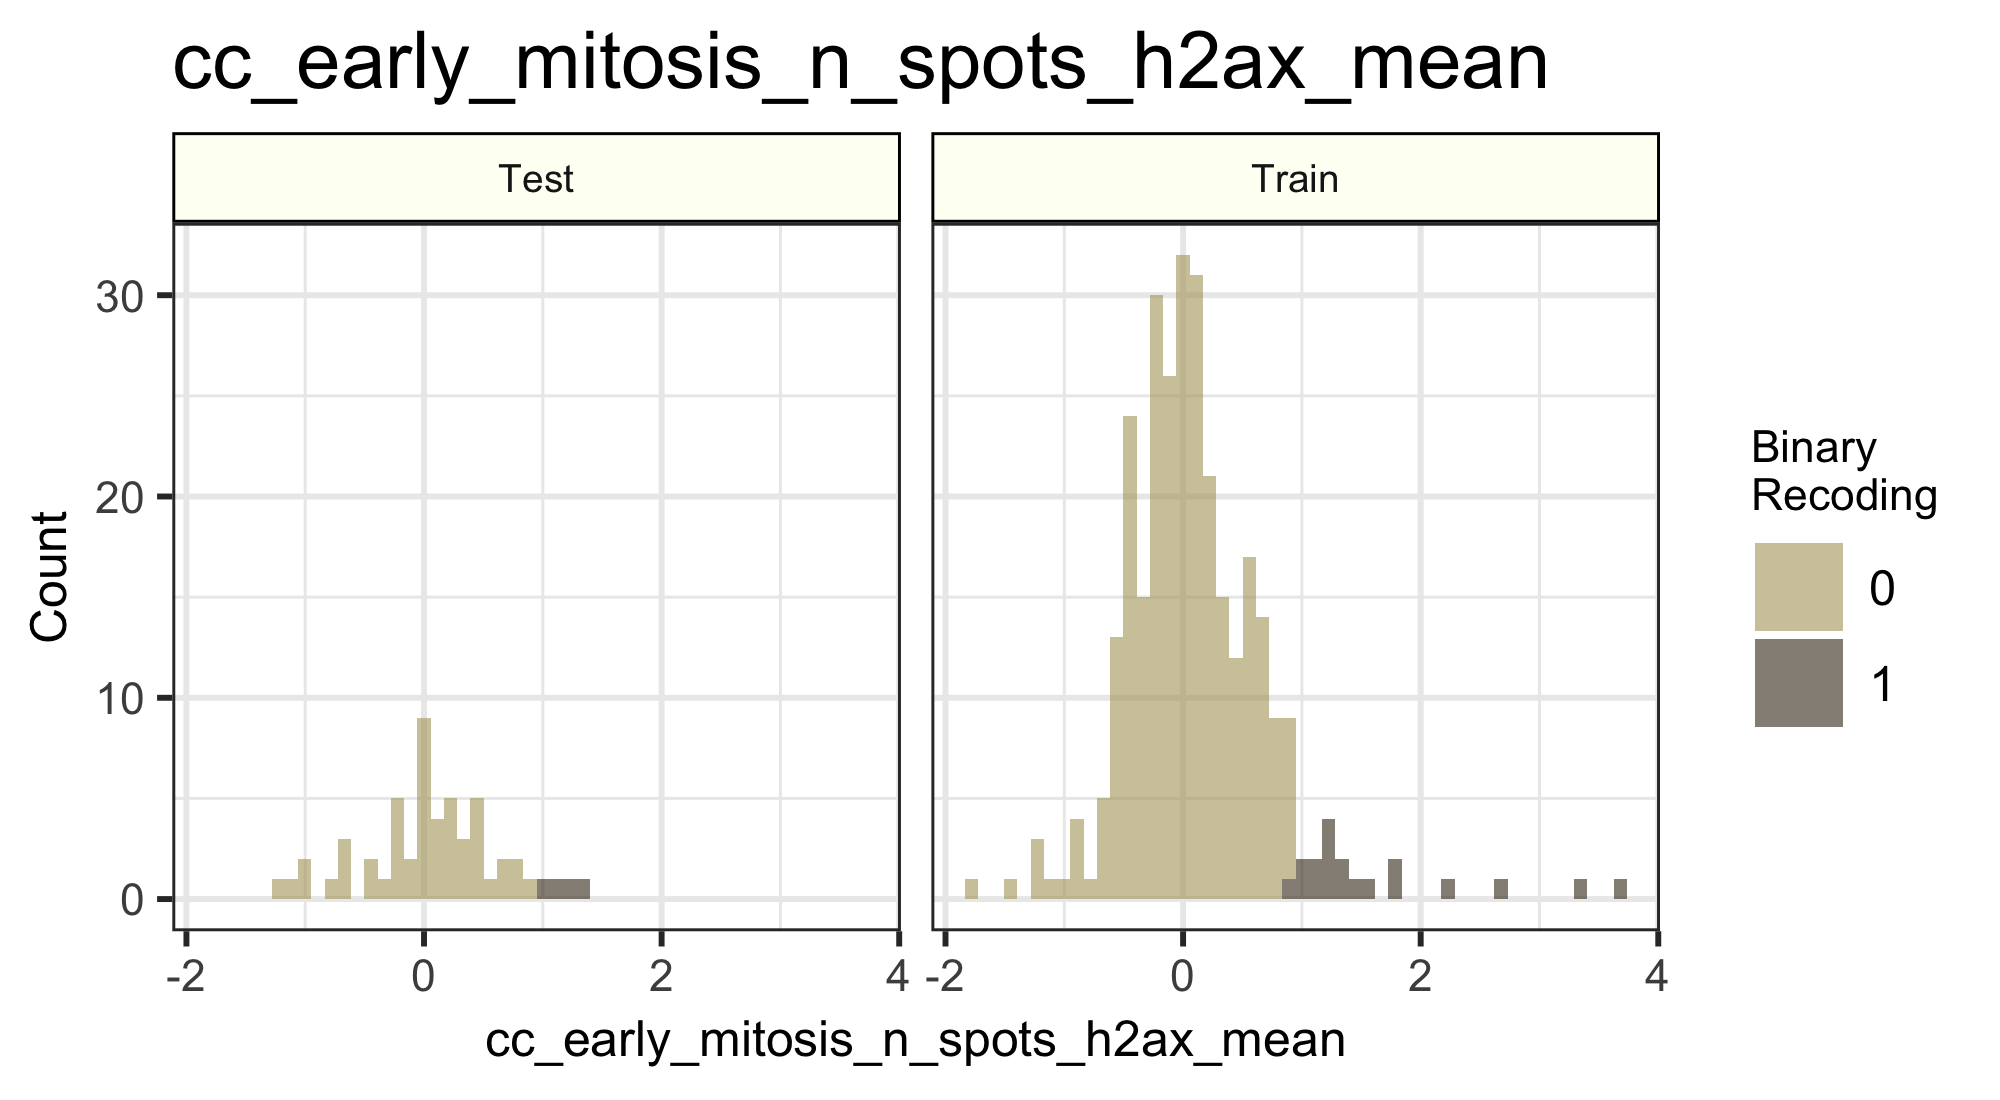 cc_early_mitosis_n_spots_h2ax_mean
Test
Train
30
20
10
0
Count
-2
0
2
4
-2
0
2
4
cc_early_mitosis_n_spots_h2ax_mean
Binary
Recoding
0
1